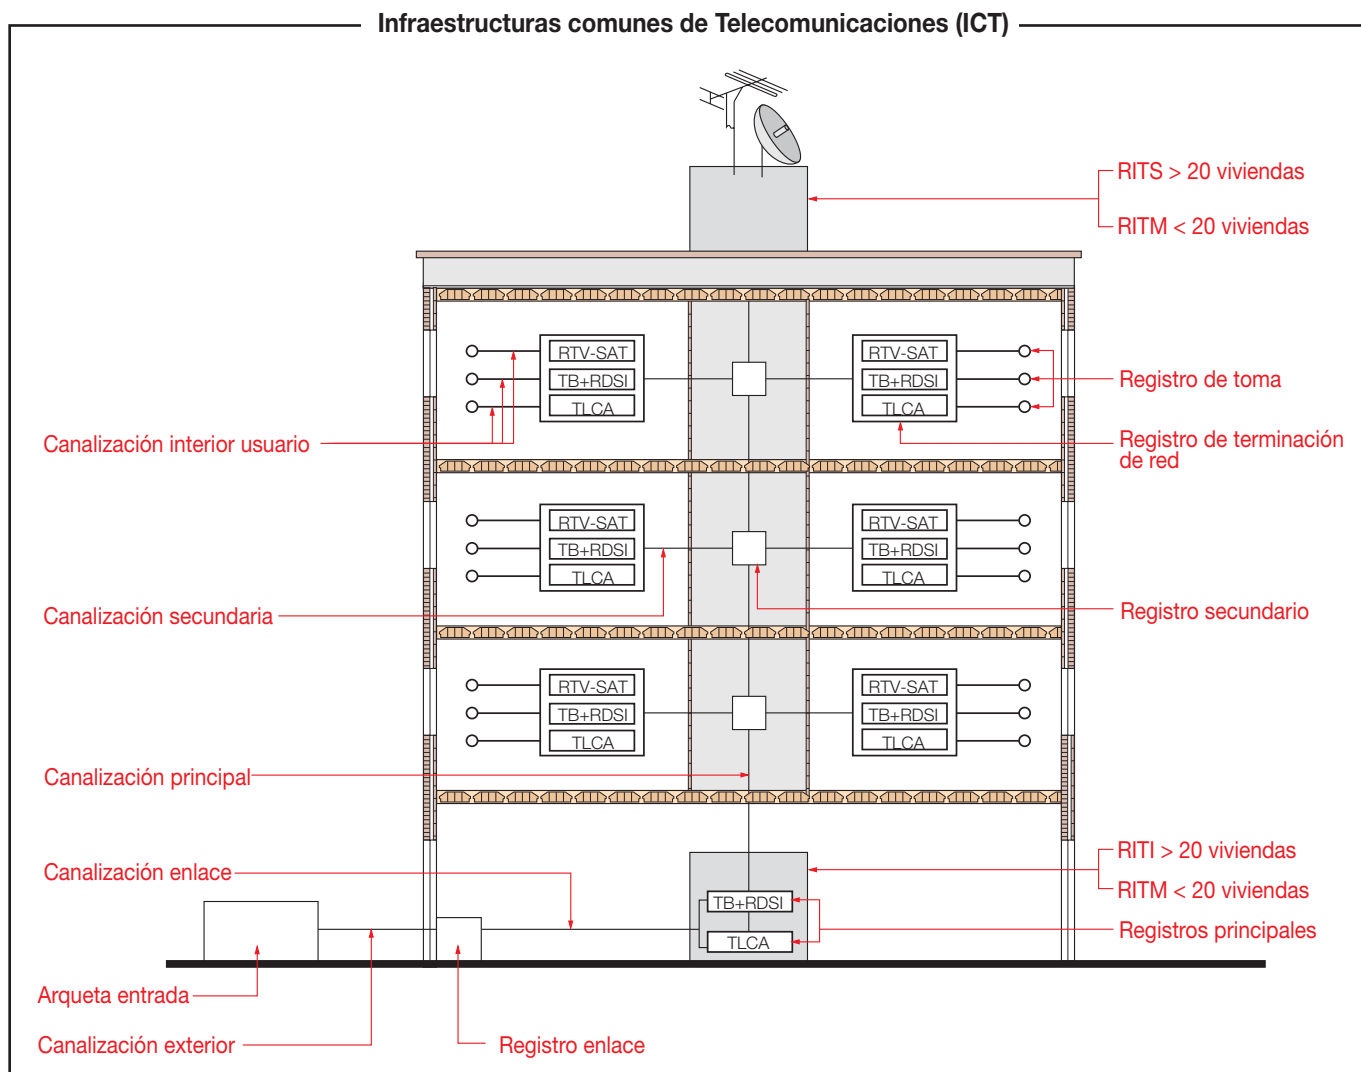 Infraestructuras comunes de Telecomunicaciones (ICT)
RITS > 20 viviendas
RITM < 20 viviendas
RTV-SAT
TB+RDSI
TLCA
RTV-SAT
TB+RDSI
TLCA
Registro de toma
Canalización interior usuario
Registro de terminación
de red
RTV-SAT
TB+RDSI
TLCA
RTV-SAT
TB+RDSI
TLCA
Canalización secundaria
Registro secundario
RTV-SAT
TB+RDSI
TLCA
RTV-SAT
TB+RDSI
TLCA
Canalización principal
RITI > 20 viviendas
RITM < 20 viviendas
Canalización enlace
TB+RDSI
TLCA
Registros principales
Arqueta entrada
Canalización exterior
Registro enlace